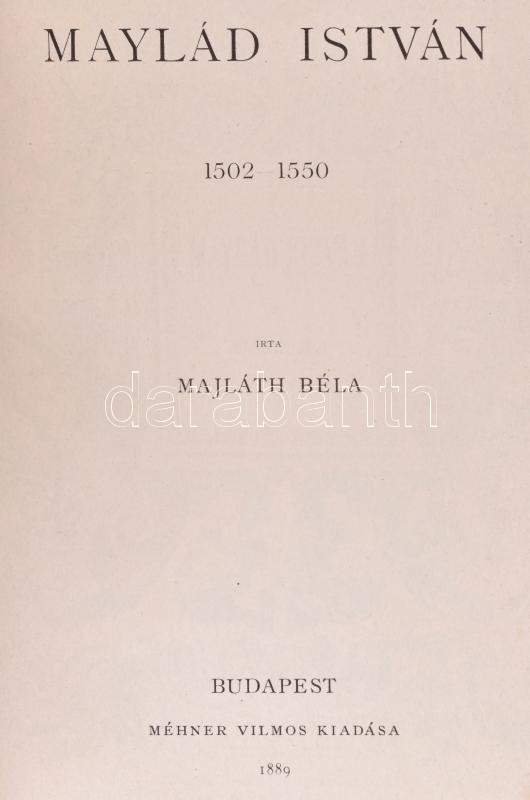 MAYLÁD ISTVÁN
1502—1550
IRTA
MAJLÁTH BÉLA
darabanth
BUDAPEST
MÉHNER VILMOS KIADÁSA
1889